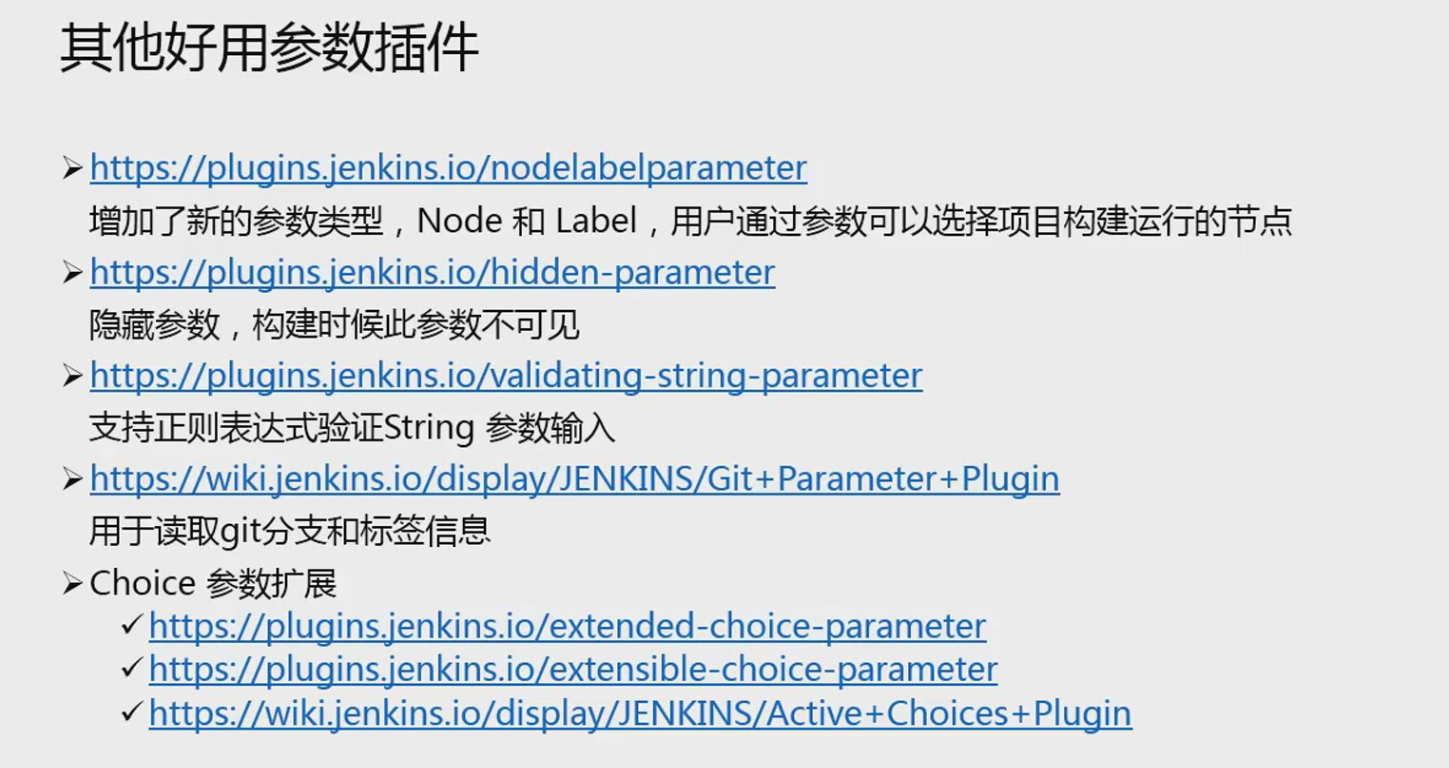 其他好用参数插件
➢https://plugins.jenkins.io/nodelabelparameter
增加了新的参数类型，Node 和 Label，用户通过参数可以选择项目构建运行的节点
➢https://plugins.jenkins.io/hidden-parameter
隐藏参数，构建时候此参数不可见
➢https://plugins.jenkins.io/validating-string-parameter
支持正则表达式验证String 参数输入
➢https://wiki.jenkins.io/display/JENKINS/Git+Parameter+Plugin
用于读取git分支和标签信息
➢Choice 参数扩展
✓https://plugins.jenkins.io/extended-choice-parameter
✓https://plugins.jenkins.io/extensible-choice-parameter
✓https://wiki.jenkins.io/display/JENKINS/Active+Choices+Plugin